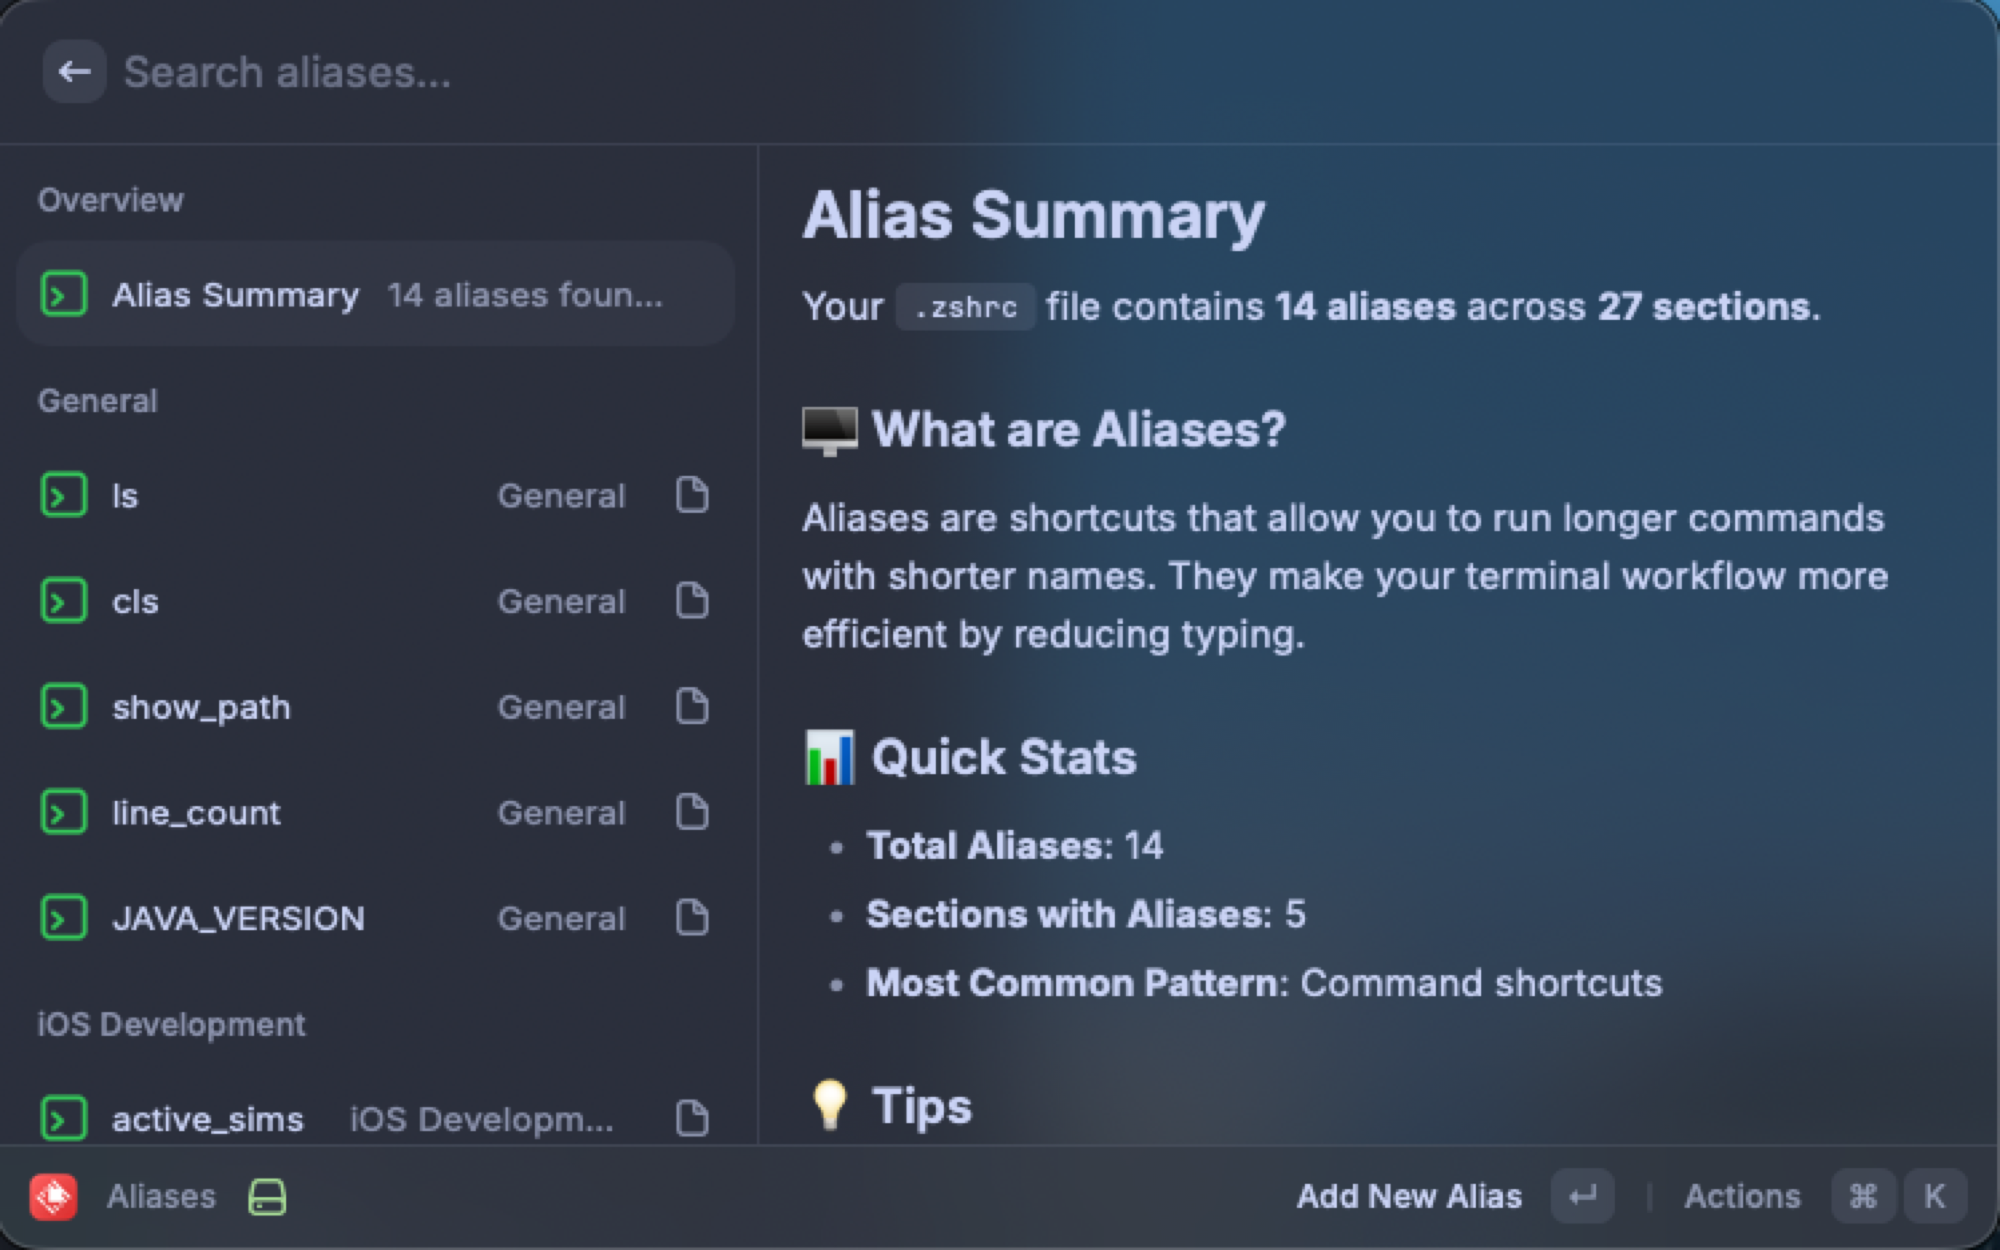 Search aliases...
Overview
Alias Summary 14 aliases foun...
General
ls General
cls General
show_path General
line_count General
JAVA_VERSION General
iOS Development
active_sims iOS Developm...
Alias Summary
Your .zshrc file contains 14 aliases across 27 sections.
What are Aliases?
Aliases are shortcuts that allow you to run longer commands
with shorter names. They make your terminal workflow more
efficient by reducing typing.
Quick Stats
• Total Aliases: 14
• Sections with Aliases: 5
• Most Common Pattern: Command shortcuts
Tips
Aliases
Add New Alias ↵ | Actions ⌘ K